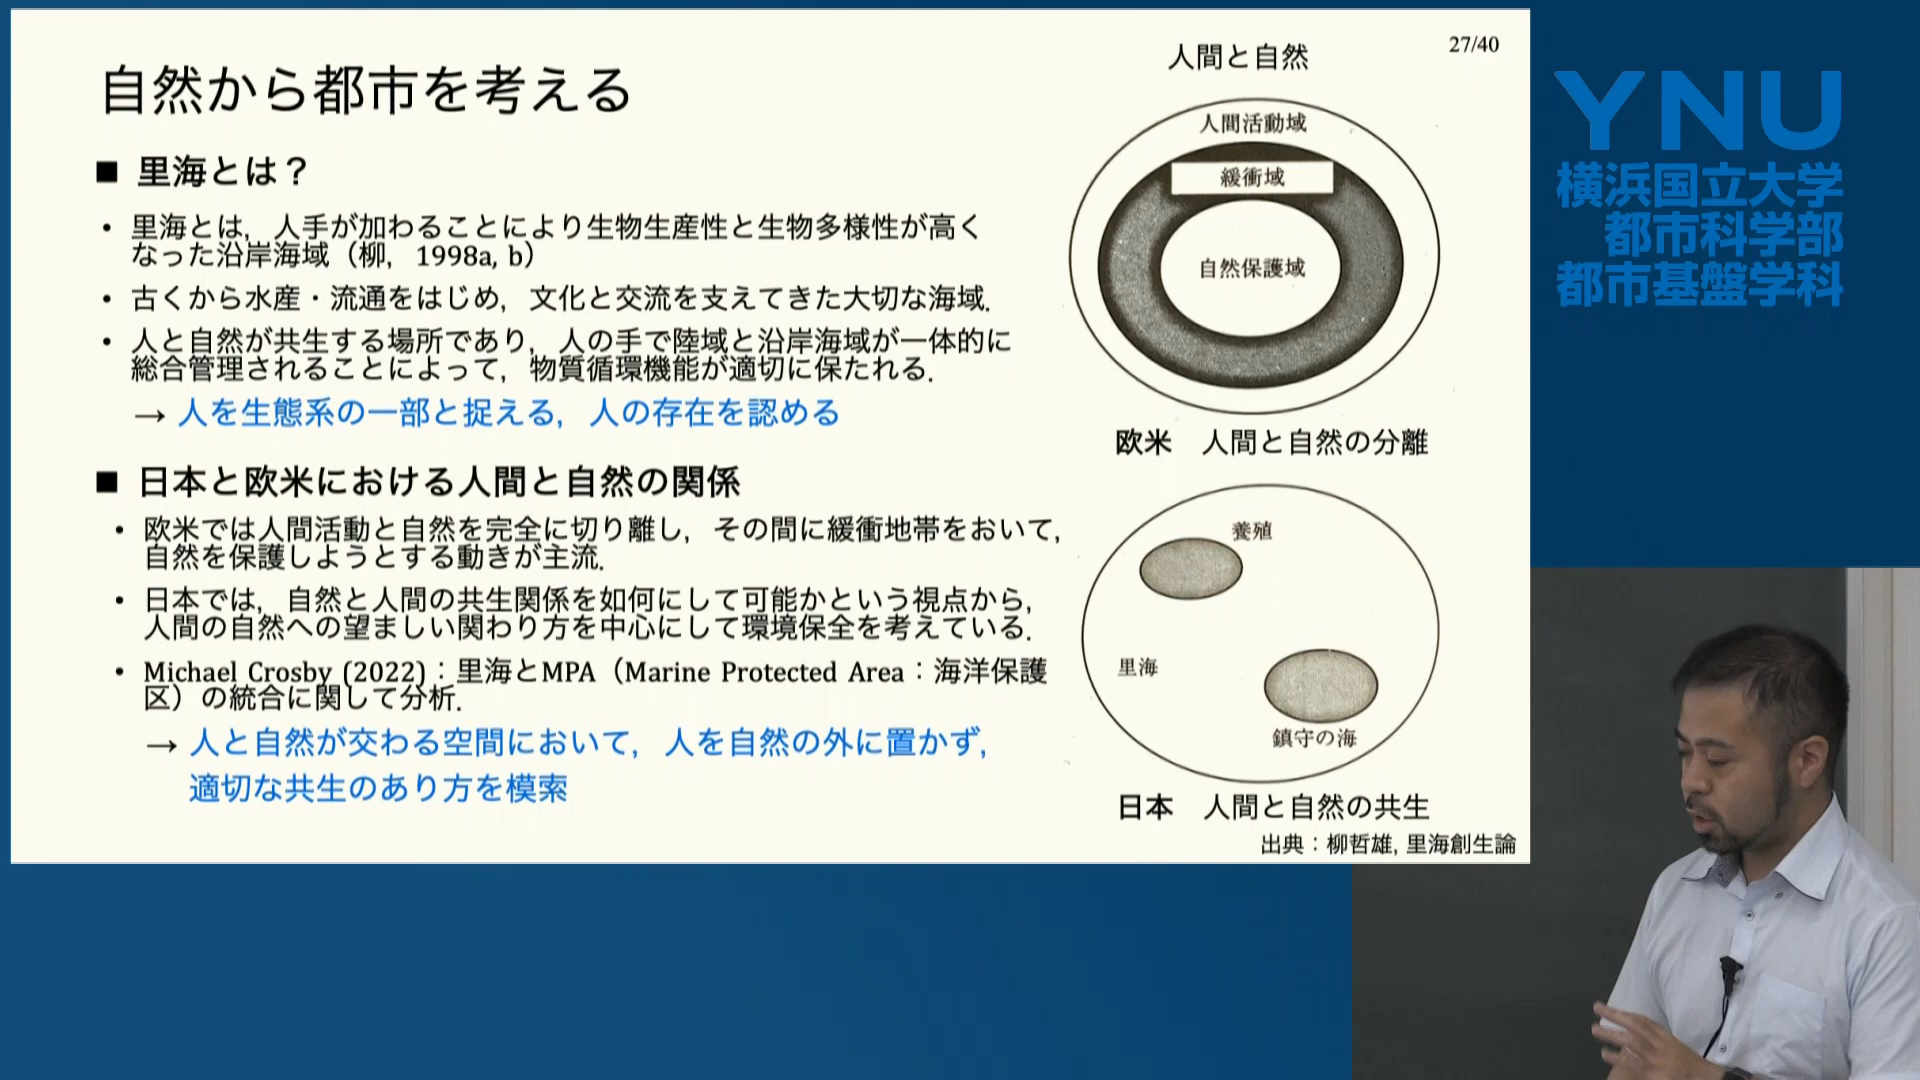 27/40
自然から都市を考える
■ 里海とは？
• 里海とは，人手が加わることにより生物生産性と生物多様性が高く
なった沿岸海域（柳，1998a, b）
• 古くから水産・流通をはじめ，文化と交流を支えてきた大切な海域．
• 人と自然が共生する場所であり，人の手で陸域と沿岸海域が一体的に
総合管理されることによって，物質循環機能が適切に保たれる．
→ 人を生態系の一部と捉える，人の存在を認める
■ 日本と欧米における人間と自然の関係
• 欧米では人間活動と自然を完全に切り離し，その間に緩衝地帯をおいて，
自然を保護しようとする動きが主流．
• 日本では，自然と人間の共生関係を如何にして可能かという視点から，
人間の自然への望ましい関わり方を中心にして環境保全を考えている．
• Michael Crosby (2022)：里海とMPA（Marine Protected Area：海洋保護
区）の統合に関して分析．
→ 人と自然が交わる空間において，人を自然の外に置かず，
適切な共生のあり方を模索
人間と自然
人間活動域
緩衝域
自然保護域
欧米 人間と自然の分離
養殖
里海
鎮守の海
日本 人間と自然の共生
出典：柳哲雄, 里海創生論
YNU
横浜国立大学
都市科学部
都市基盤学科